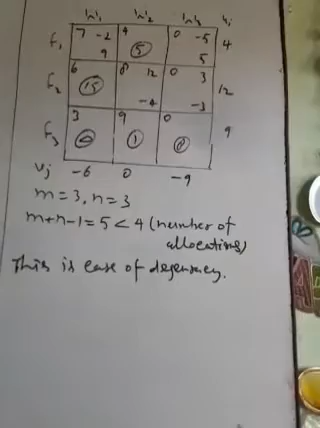 W₁ W₂ W₃ ui
F₁ 7 -2 9 4 ⑤ 0 -5 5 4
F₂ 6 ⑮ 8 12 -4 0 3 -3 12
F₃ 3 9 ① 0 9
Vj -6 0 -9
m=3, n=3
m+n-1=5<4 (number of
allocations)
This is case of degeneracy.